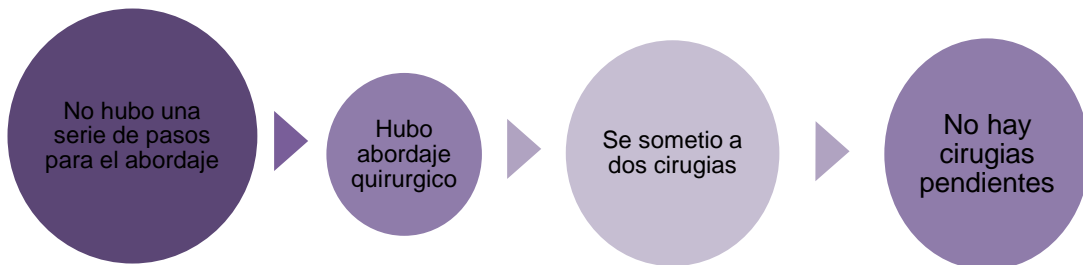 No hubo una
serie de pasos
para el abordaje
Hubo
abordaje
quirurgico
Se sometio a
dos cirugias
No hay
cirugias
pendientes